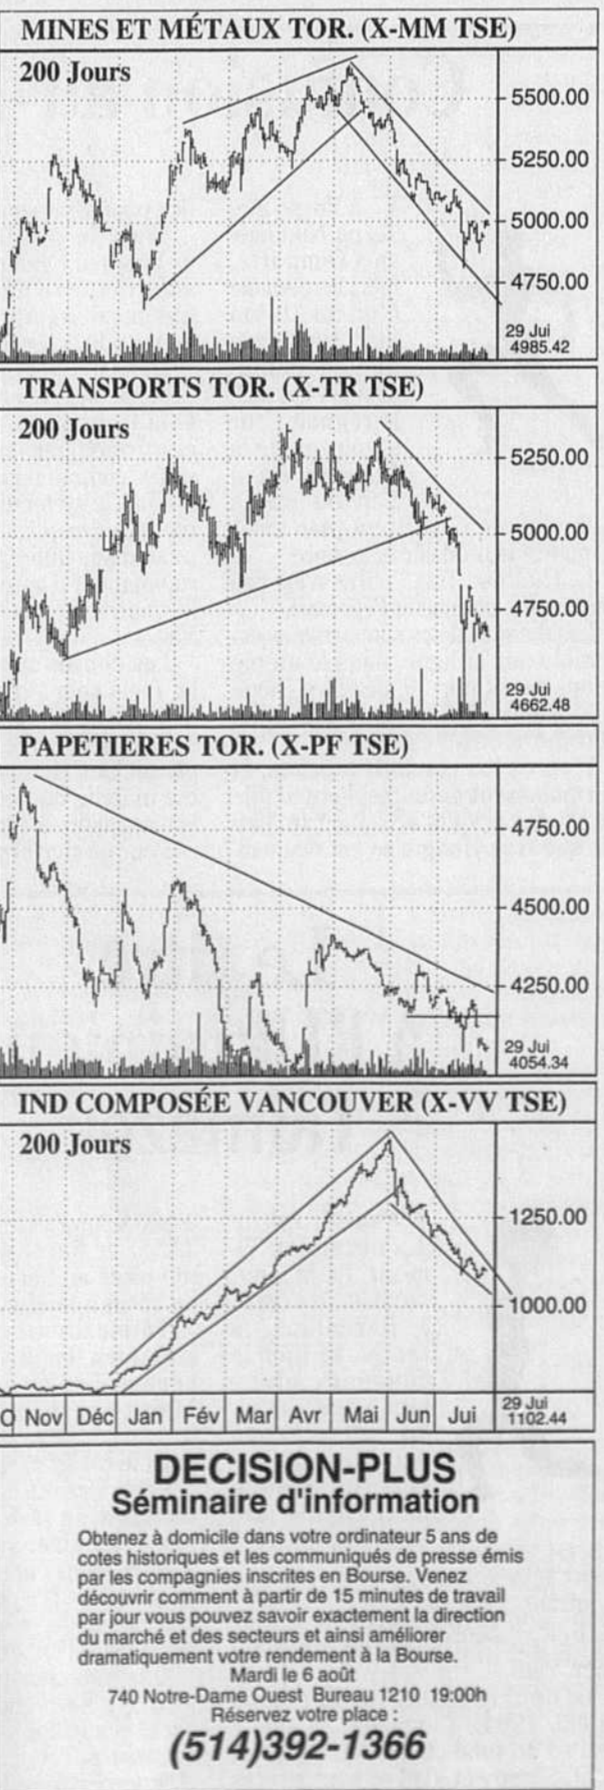 MINES ET MÉTAUX TOR. (X-MM TSE)
200 Jours
5500.00
5250.00
5000.00
4750.00
29 Jui
4985.42
TRANSPORTS TOR. (X-TR TSE)
200 Jours
5250.00
5000.00
4750.00
29 Jul
4662.48
PAPETIERES TOR. (X-PF TSE)
4750.00
4500.00
4250.00
29 Jui
4054.34
IND COMPOSÉE VANCOUVER (X-VV TSE)
200 Jours
1250.00
1000.00
O Nov Déc Jan Fév Mar Avr Mai Jun Jui
29 Jui
1102.44
DECISION-PLUS
Séminaire d'information
Obtenez à domicile dans votre ordinateur 5 ans de
cotes historiques et les communiqués de presse émis
par les compagnies inscrites en Bourse. Venez
découvrir comment à partir de 15 minutes de travail
par jour vous pouvez savoir exactement la direction
du marché et des secteurs et ainsi améliorer
dramatiquement votre rendement à la Bourse.
Mardi le 6 août
740 Notre-Dame Ouest Bureau 1210 19:00h
Réservez votre place :
(514)392-1366